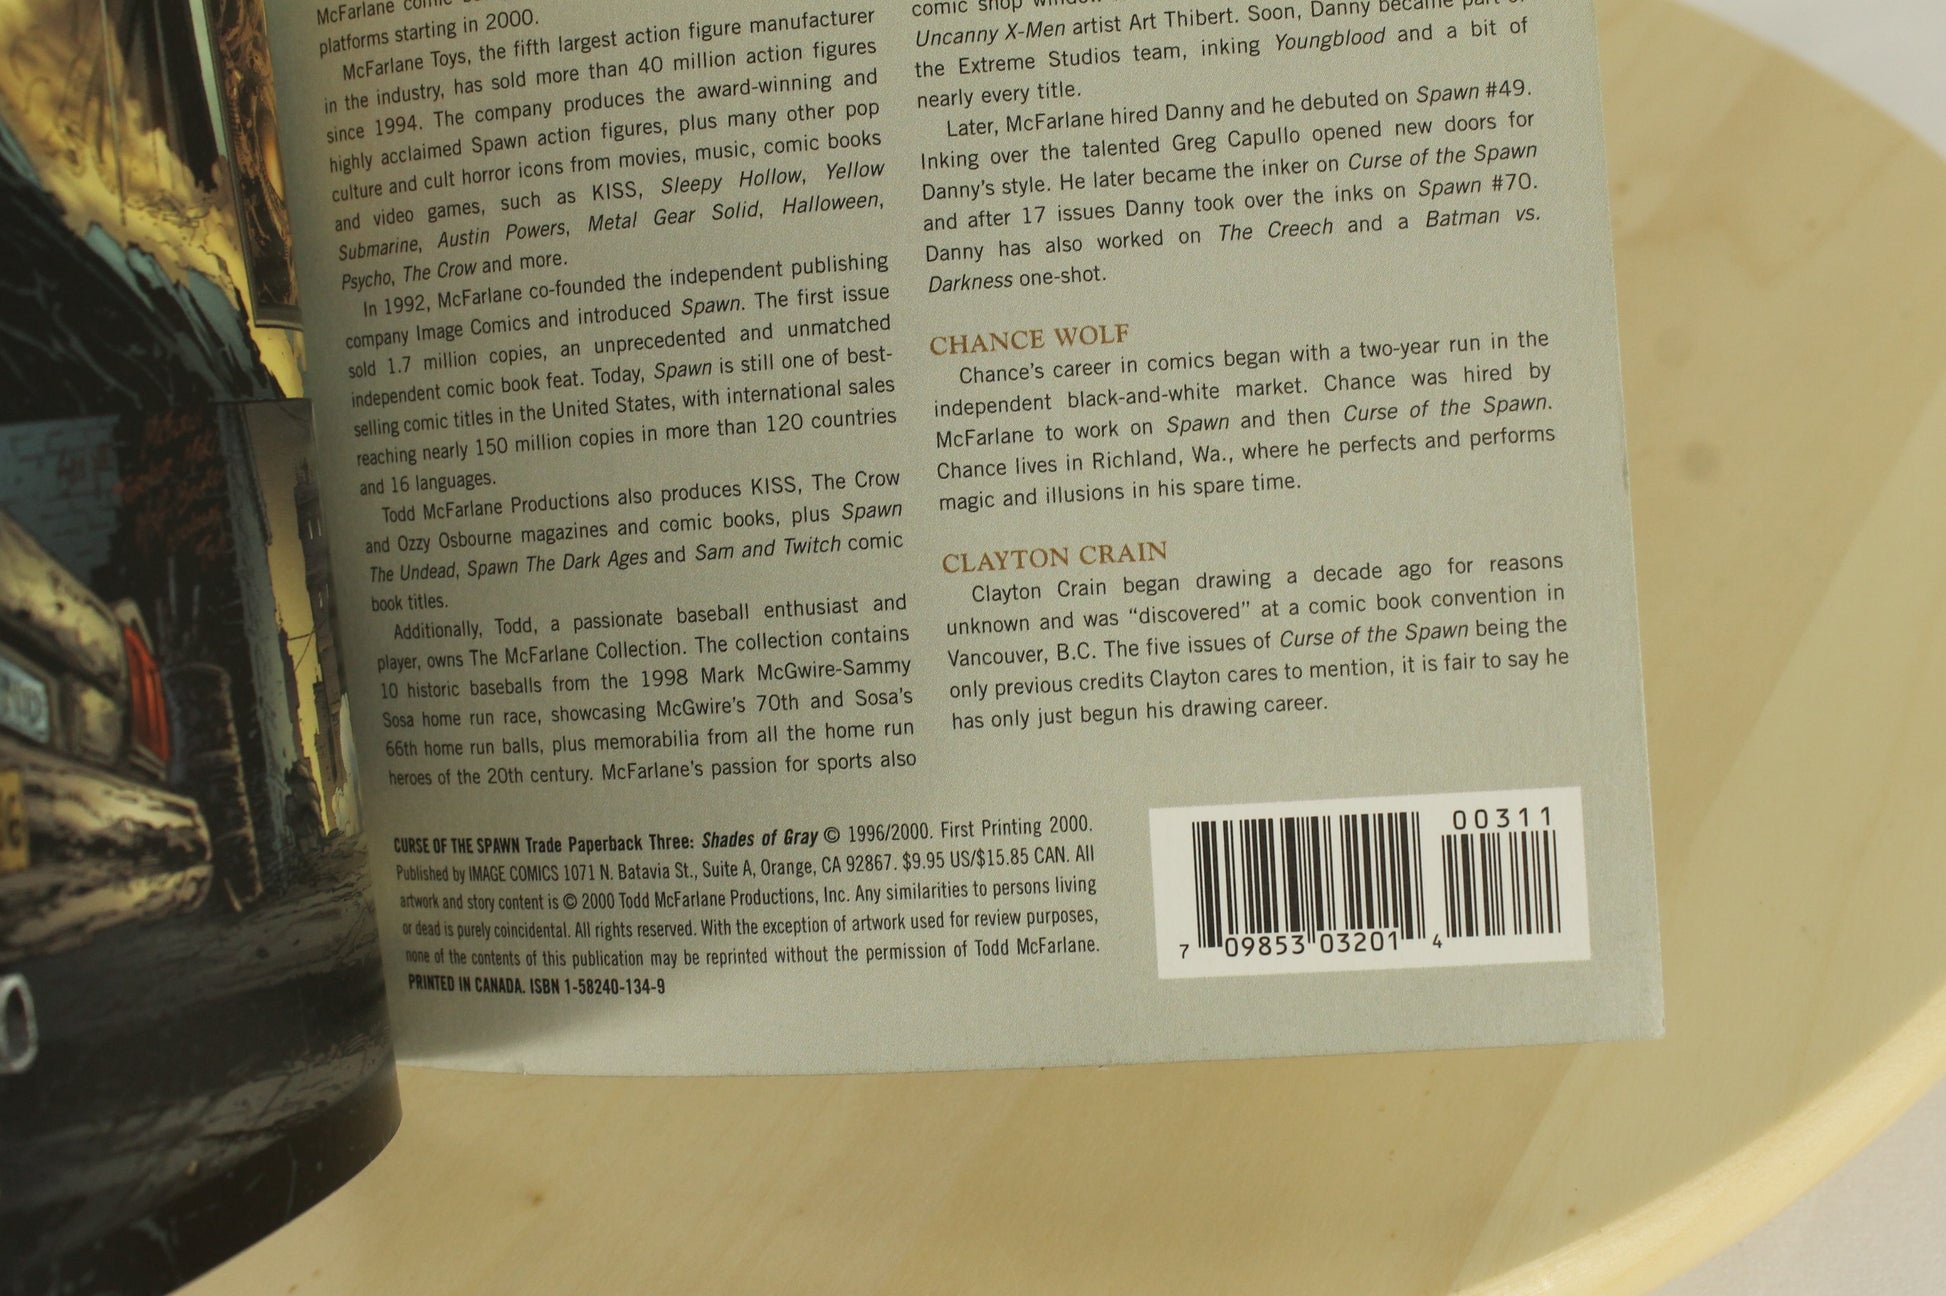 McFarlane comic
platforms starting in 2000.
McFarlane Toys, the fifth largest action figure manufacturer
in the industry, has sold more than 40 million action figures
since 1994. The company produces the award-winning and
highly acclaimed Spawn action figures, plus many other pop
culture and cult horror icons from movies, music, comic books
and video games, such as KISS, Sleepy Hollow, Yellow
Submarine, Austin Powers, Metal Gear Solid, Halloween,
Psycho, The Crow and more.
In 1992, McFarlane co-founded the independent publishing
company Image Comics and introduced Spawn. The first issue
sold 1.7 million copies, an unprecedented and unmatched
independent comic book feat. Today, Spawn is still one of best-
selling comic titles in the United States, with international sales
reaching nearly 150 million copies in more than 120 countries
and 16 languages.
Todd McFarlane Productions also produces KISS, The Crow
and Ozzy Osbourne magazines and comic books, plus Spawn
The Undead, Spawn The Dark Ages and Sam and Twitch comic
book titles.
Additionally, Todd, a passionate baseball enthusiast and
player, owns The McFarlane Collection. The collection contains
10 historic baseballs from the 1998 Mark McGwire-Sammy
Sosa home run race, showcasing McGwire's 70th and Sosa's
66th home run balls, plus memorabilia from all the home run
heroes of the 20th century. McFarlane's passion for sports also
comic shop window
Uncanny X-Men artist Art Thibert. Soon, Danny became part of
the Extreme Studios team, inking Youngblood and a bit of
nearly every title.
Later, McFarlane hired Danny and he debuted on Spawn #49.
Inking over the talented Greg Capullo opened new doors for
Danny's style. He later became the inker on Curse of the Spawn
and after 17 issues Danny took over the inks on Spawn #70.
Danny has also worked on The Creech and a Batman vs.
Darkness one-shot.
CHANCE WOLF
Chance's career in comics began with a two-year run in the
independent black-and-white market. Chance was hired by
McFarlane to work on Spawn and then Curse of the Spawn.
Chance lives in Richland, Wa., where he perfects and performs
magic and illusions in his spare time.
CLAYTON CRAIN
Clayton Crain began drawing a decade ago for reasons
unknown and was "discovered" at a comic book convention in
Vancouver, B.C. The five issues of Curse of the Spawn being the
only previous credits Clayton cares to mention, it is fair to say he
has only just begun his drawing career.
CURSE OF THE SPAWN Trade Paperback Three: Shades of Gray © 1996/2000. First Printing 2000.
Published by IMAGE COMICS 1071 N. Batavia St., Suite A, Orange, CA 92867. $9.95 US/$15.85 CAN. All
artwork and story content is © 2000 Todd McFarlane Productions, Inc. Any similarities to persons living
or dead is purely coincidental. All rights reserved. With the exception of artwork used for review purposes,
none of the contents of this publication may be reprinted without the permission of Todd McFarlane.
PRINTED IN CANADA. ISBN 1-58240-134-9
00311
7 09853 03201 4